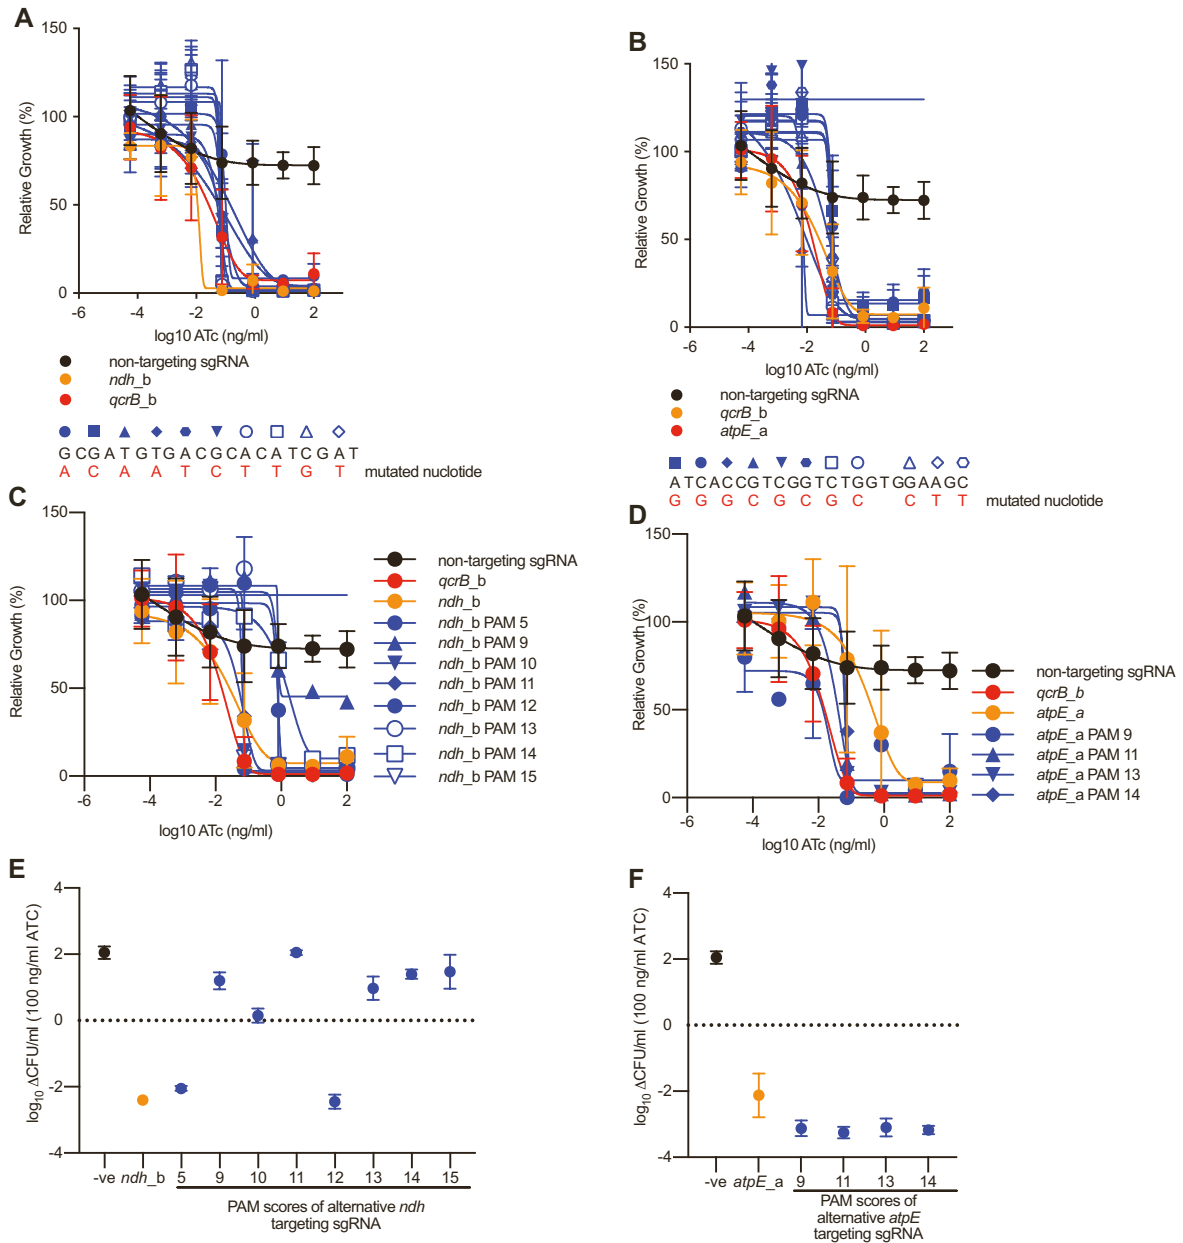 A
150
100
50
0
Relative Growth (%)
-6 -4 -2 0 2
log10 ATc (ng/ml)
non-targeting sgRNA
ndh_b
qcrB_b
GCGATGTGACGCACATCGAT
A C A A T C T T G T mutated nuclotide
B
150
100
50
0
Relative Growth (%)
-6 -4 -2 0 2
log10 ATc (ng/ml)
non-targeting sgRNA
qcrB_b
atpE_a
ATCACCGTCGGTCTGGTGGGAAGC
G G G C G C G C C T T mutated nuclotide
C
150
100
50
0
Relative Growth (%)
-6 -4 -2 0 2
log10 ATc (ng/ml)
non-targeting sgRNA
qcrB_b
ndh_b
ndh_b PAM 5
ndh_b PAM 9
ndh_b PAM 10
ndh_b PAM 11
ndh_b PAM 12
ndh_b PAM 13
ndh_b PAM 14
ndh_b PAM 15
D
150
100
50
0
Relative Growth (%)
-6 -4 -2 0 2
log10 ATc (ng/ml)
non-targeting sgRNA
qcrB_b
atpE_a
atpE_a PAM 9
atpE_a PAM 11
atpE_a PAM 13
atpE_a PAM 14
E
4
2
0
-2
-4
log10 ΔCFU/ml (100 ng/ml ATC)
-ve ndh_b 5 9 10 11 12 13 14 15
PAM scores of alternative ndh
targeting sgRNA
F
4
2
0
-2
-4
log10 ΔCFU/ml (100 ng/ml ATC)
-ve atpE_a 9 11 13 14
PAM scores of
alternative atpE
targeting sgRNA